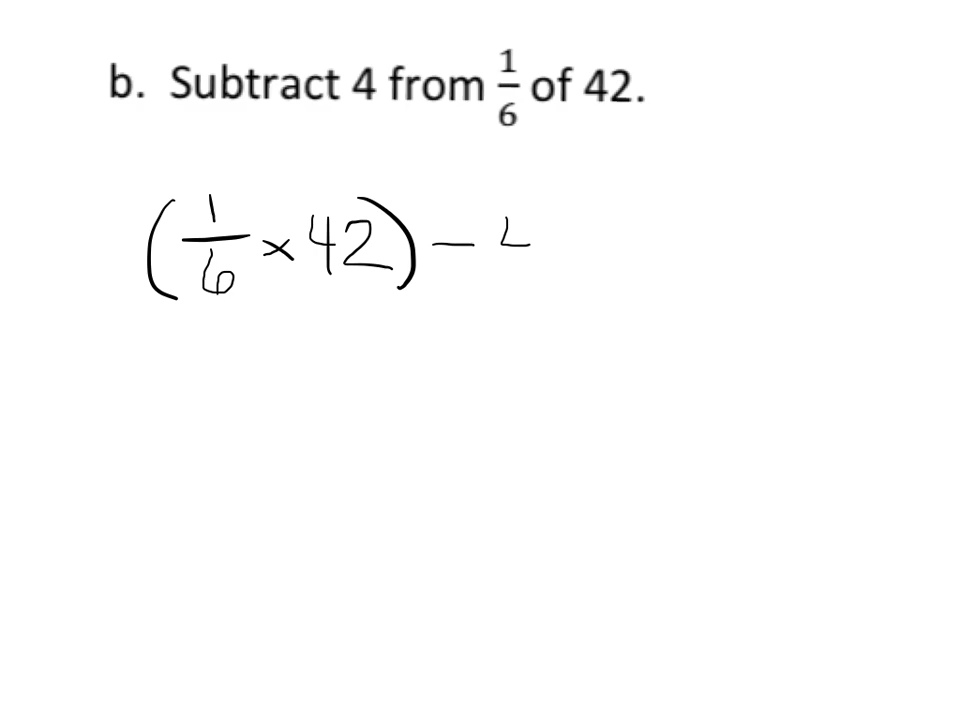 b. Subtract 4 from 1/6 of 42.
(1/6 × 42) –